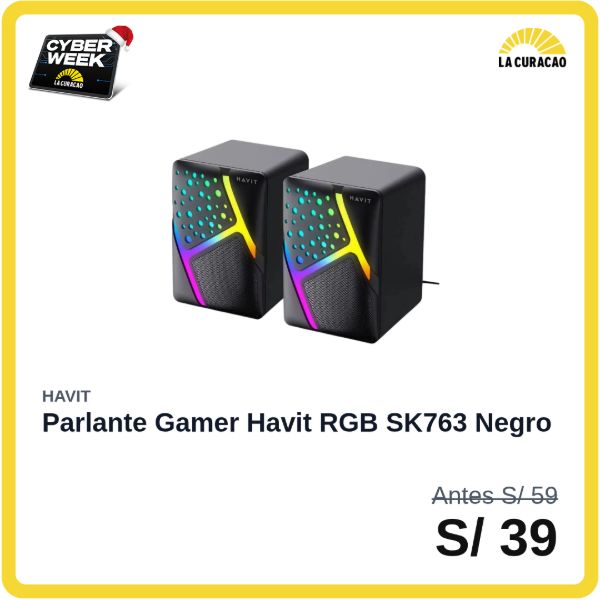 CYBER
WEEK
LA CURACAO
LA CURACAO
HAVIT
HAVIT
HAVIT
Parlante Gamer Havit RGB SK763 Negro
Antes S/ 59
S/ 39